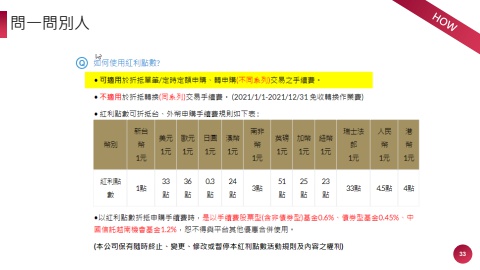 問一問別人
HOW
Q 如何使用紅利點數?
• 可適用於折抵單筆/定時定額申購、轉申購(不同系列)交易之手續費。
• 不適用於折抵轉換(同系列)交易手續費。(2021/1/1-2021/12/31 免收轉換作業費)
• 紅利點數可折抵台、外幣申購手續費規則如下表:
幣別 新台幣1元 美元1元 歐元1元 日圓1元 澳幣1元 南非幣1元 英鎊1元 加幣1元 紐幣1元 瑞士法郎1元 人民幣1元 港幣1元
紅利點數 1點 33點 36點 0.3點 24點 3點 51點 25點 23點 33點 4.5點 4點
•以紅利點數折抵申購手續費時,是以手續費股票型(含非債券型)基金0.6%、債券型基金0.45%、中
國信託越南機會基金1.2%,恕不得與平台其他優惠合併使用。
(本公司保有隨時終止、變更、修改或暫停本紅利點數活動規則及內容之權利)
33